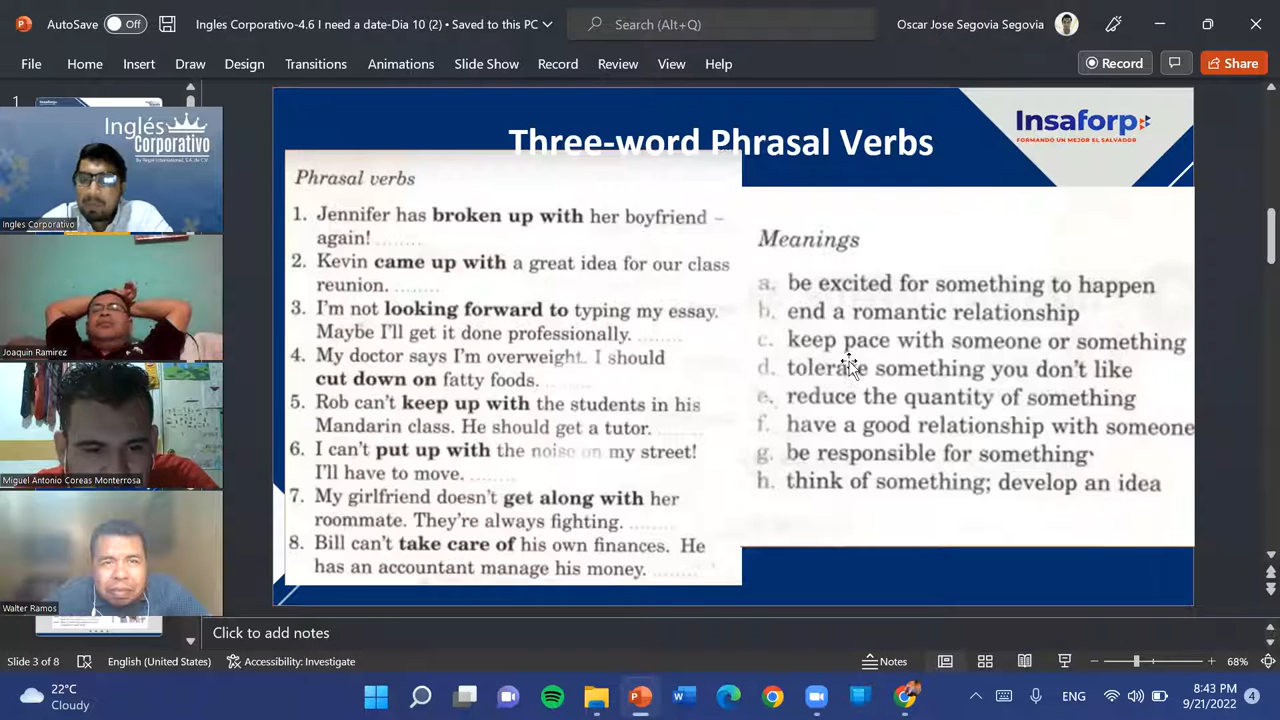 AutoSave Off Ingles Corporativo-4.6 I need a date-Dia 10 (2) • Saved to this PC Search (Alt+Q) Oscar Jose Segovia Segovia
File Home Insert Draw Design Transitions Animations Slide Show Record Review View Help Record Share
1
Inglés
Corporativo
Ingles Corporativo
Joaquin Ramirez
Miguel Antonio Coreas Monterrosa
Walter Ramos
Insaforp
FORMANDO UN MEJOR EL SALVADOR
Three-word Phrasal Verbs
Phrasal verbs
1. Jennifer has broken up with her boyfriend –
again! ........
2. Kevin came up with a great idea for our class
reunion. ........
3. I'm not looking forward to typing my essay.
Maybe I'll get it done professionally. ........
4. My doctor says I'm overweight. I should
cut down on fatty foods. ........
5. Rob can't keep up with the students in his
Mandarin class. He should get a tutor. ........
6. I can't put up with the noise on my street!
I'll have to move. ........
7. My girlfriend doesn't get along with her
roommate. They're always fighting. ........
8. Bill can't take care of his own finances. He
has an accountant manage his money. ........
Meanings
a. be excited for something to happen
b. end a romantic relationship
c. keep pace with someone or something
d. tolerate something you don't like
e. reduce the quantity of something
f. have a good relationship with someone
g. be responsible for something
h. think of something; develop an idea
Click to add notes
Slide 3 of 8 English (United States) Accessibility: Investigate Notes 68%
22°C
Cloudy
ENG
8:43 PM
9/21/2022
4